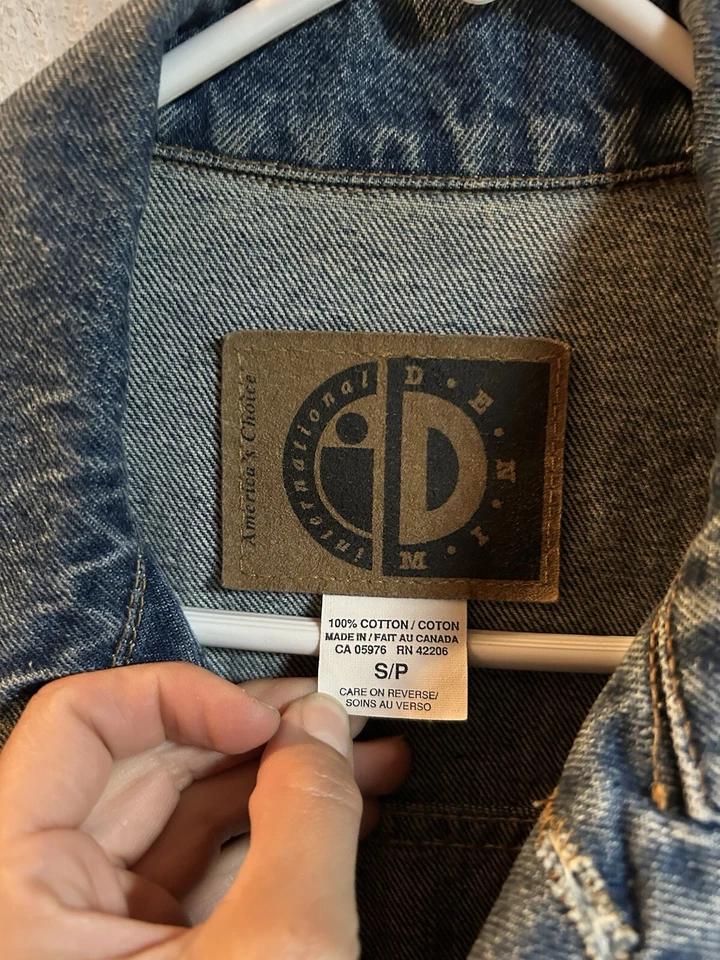 America's Choice
international
D·E·N·I·M
iD
100% COTTON / COTON
MADE IN / FAIT AU CANADA
CA 05976 RN 42206
S/P
CARE ON REVERSE/
SOINS AU VERSO